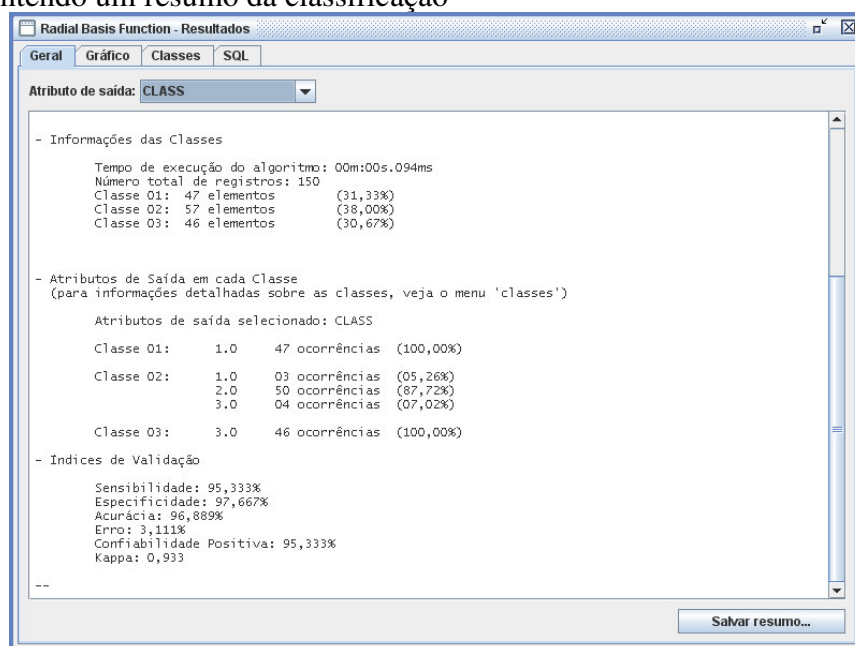 ntendo um resumo da classificação
Radial Basis Function - Resultados
Geral Gráfico Classes SQL
Atributo de saída: CLASS
- Informações das Classes
Tempo de execução do algoritmo: 00m:00s.094ms
Número total de registros: 150
Classe 01: 47 elementos (31,33%)
Classe 02: 57 elementos (38,00%)
Classe 03: 46 elementos (30,67%)
- Atributos de Saída em cada Classe
(para informações detalhadas sobre as classes, veja o menu 'classes')
Atributos de saída selecionado: CLASS
Classe 01: 1.0 47 ocorrências (100,00%)
Classe 02: 1.0 03 ocorrências (05,26%)
2.0 50 ocorrências (87,72%)
3.0 04 ocorrências (07,02%)
Classe 03: 3.0 46 ocorrências (100,00%)
- Índices de Validação
Sensibilidade: 95,333%
Especificidade: 97,667%
Acurácia: 96,889%
Erro: 3,111%
Confiabilidade Positiva: 95,333%
Kappa: 0,933
--
Salvar resumo...